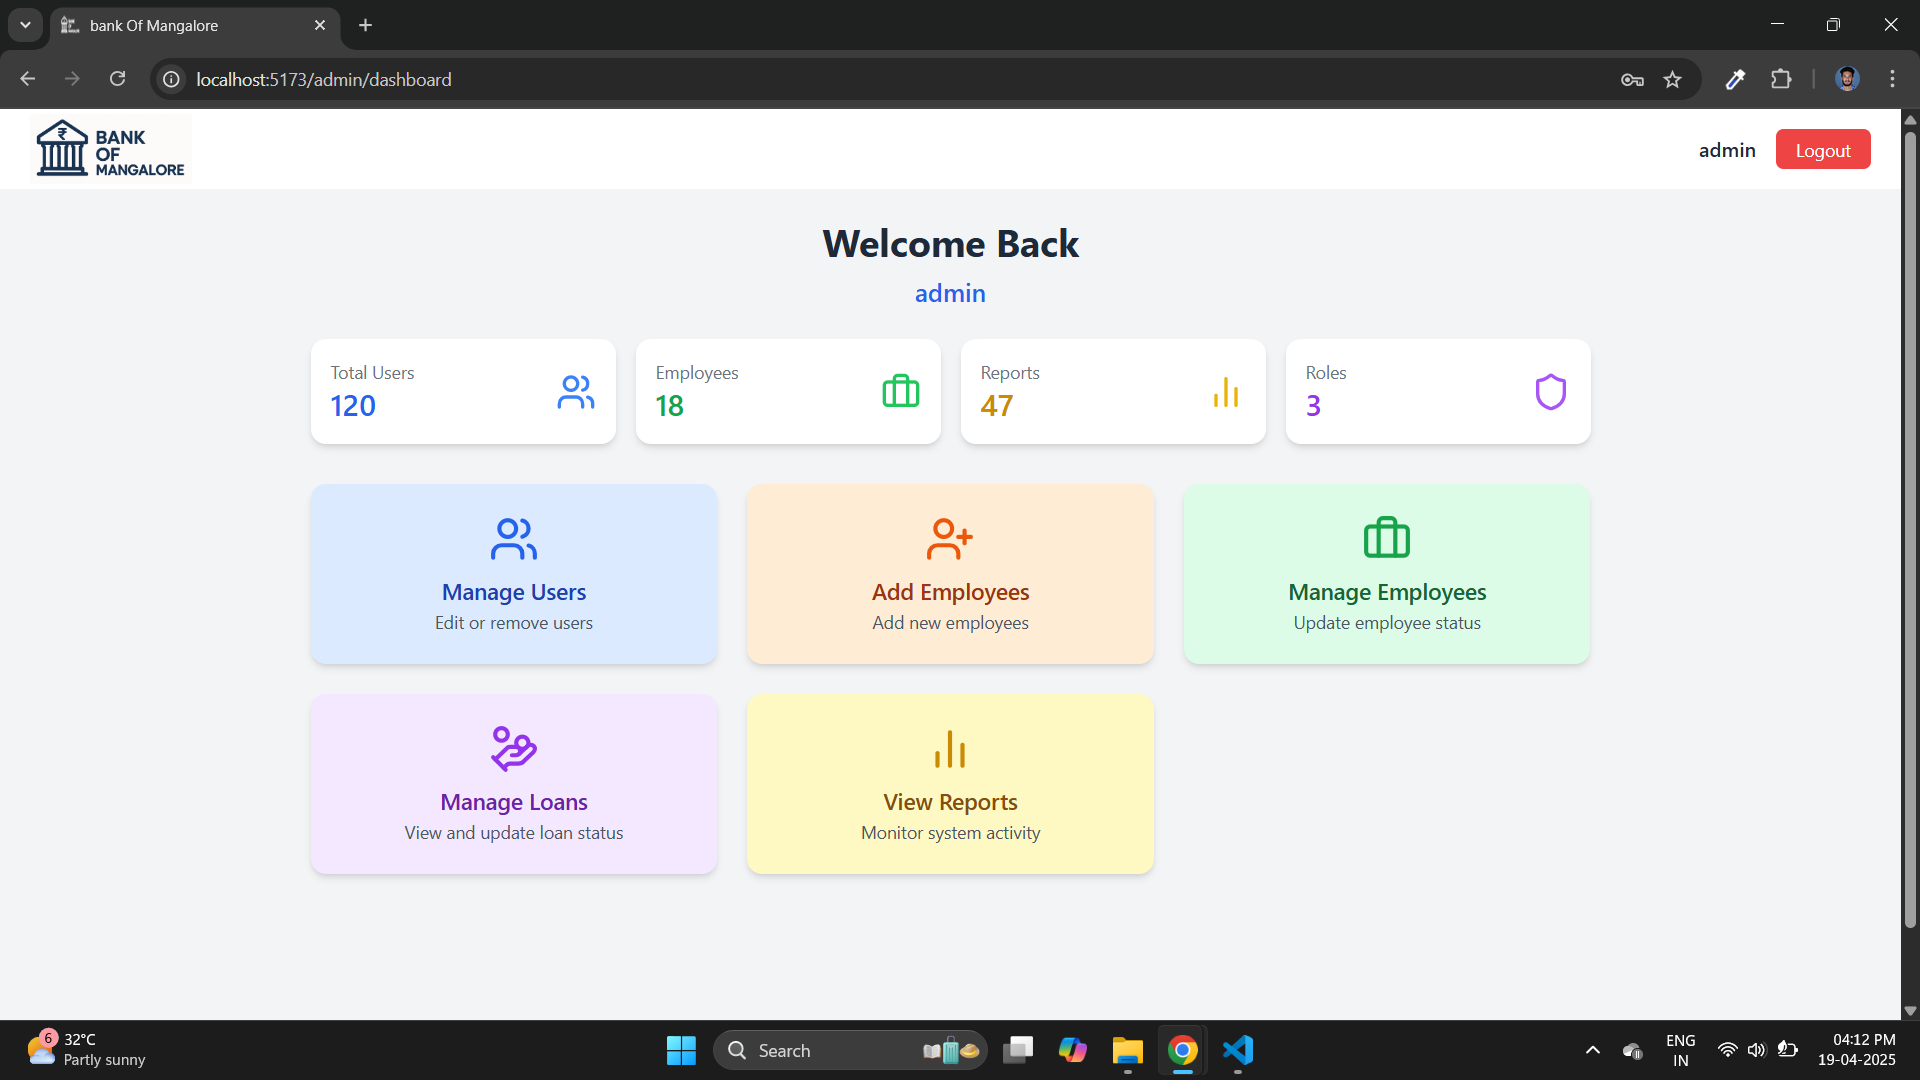 bank Of Mangalore
localhost:5173/admin/dashboard
₹
BANK
OF
MANGALORE
admin
Logout
Welcome Back
admin
Total Users
120
Employees
18
Reports
47
Roles
3
Manage Users
Edit or remove users
Add Employees
Add new employees
Manage Employees
Update employee status
Manage Loans
View and update loan status
View Reports
Monitor system activity
6
32°C
Partly sunny
Search
ENG
IN
04:12 PM
19-04-2025